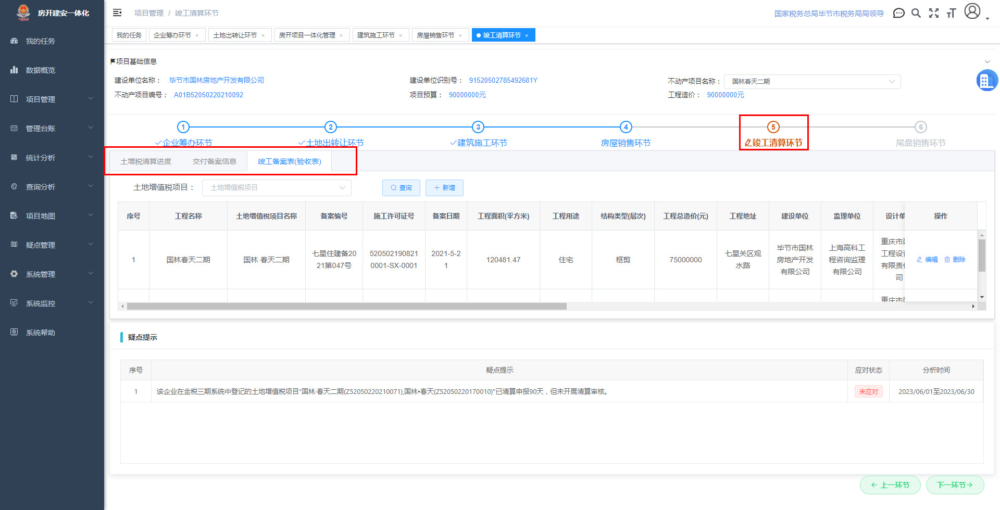 房开建安一体化
项目管理 / 竣工清算环节
国家税务总局毕节市税务局局领导
我的任务
数据概览
项目管理
管理台账
统计分析
查询分析
项目地图
疑点管理
系统管理
系统监控
系统帮助
我的任务 企业筹办环节 × 土地出转让环节 × 房开项目一体化管理 × 建筑施工环节 × 房屋销售环节 × 竣工清算环节 ×
项目基础信息
建设单位名称： 毕节市国林房地产开发有限公司 建设单位识别号： 91520502785492681Y 不动产项目名称： 国林春天二期
不动产项目编号： A01B52050220210092 项目预算： 90000000元 工程造价： 90000000元
1 2 3 4 5 6
企业筹办环节 土地出转让环节 建筑施工环节 房屋销售环节 竣工清算环节 尾盘销售环节
土增税清算进度 交付备案信息 竣工备案表(验收表)
土地增值税项目： 土地增值税项目 查询 新增
序号 工程名称 土地增值税项目名称 备案编号 施工许可证号 备案日期 工程面积(平方米) 工程用途 结构类型(层次) 工程总造价(元) 工程地址 建设单位 监理单位 设计单 操作
1 国林春天二期 国林·春天二期 七星住建备2021第047号 5205021908210001-SX-0001 2021-5-21 120481.47 住宅 框剪 75000000 七星关区观水路 毕节市国林房地产开发有限公司 上海高科工程咨询监理有限公司 重庆市 工程设 有限责 司 编辑 删除
重庆市
疑点提示
序号 疑点提示 应对状态 分析时间
1 该企业在金税三期系统中登记的土地增值税项目"国林·春天二期(Z52050220210071),国林•春天(Z52050220170010)"已清算申报90天，但未开展清算审核。 未应对 2023/06/01至2023/06/30
上一环节 下一环节